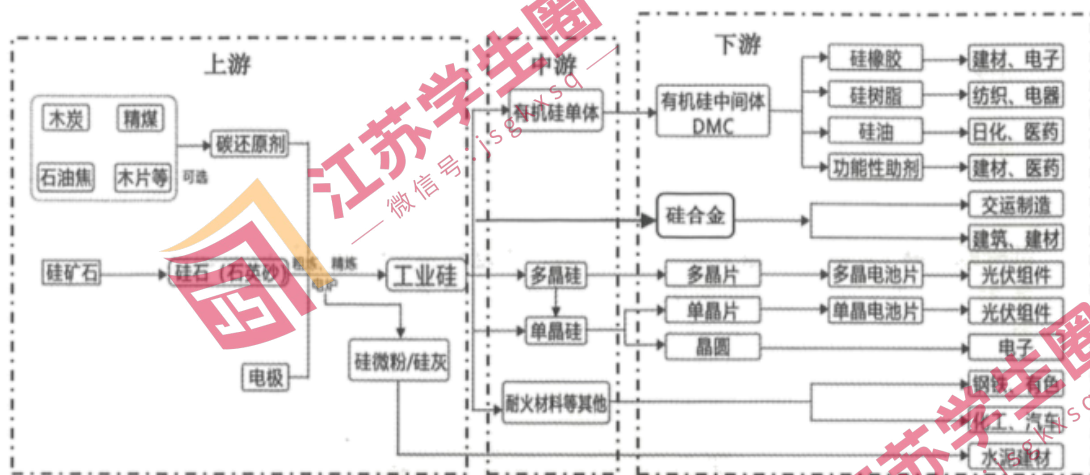 上游
中游
下游
木炭
精煤
石油焦
木片等
可选
碳还原剂
硅矿石
硅石（石英砂）
精炼
电炉
电极
工业硅
硅微粉/硅灰
有机硅单体
多晶硅
单晶硅
耐火材料等其他
有机硅中间体
DMC
硅橡胶
建材、电子
硅树脂
纺织、电器
硅油
日化、医药
功能性助剂
建材、医药
硅合金
交运制造
建筑、建材
多晶片
多晶电池片
光伏组件
单晶片
单晶电池片
光伏组件
晶圆
电子
钢铁、有色
化工、汽车
水泥建材
江苏学生圈
微信号：jsgkxsq
江苏学生圈
jsgkxsq